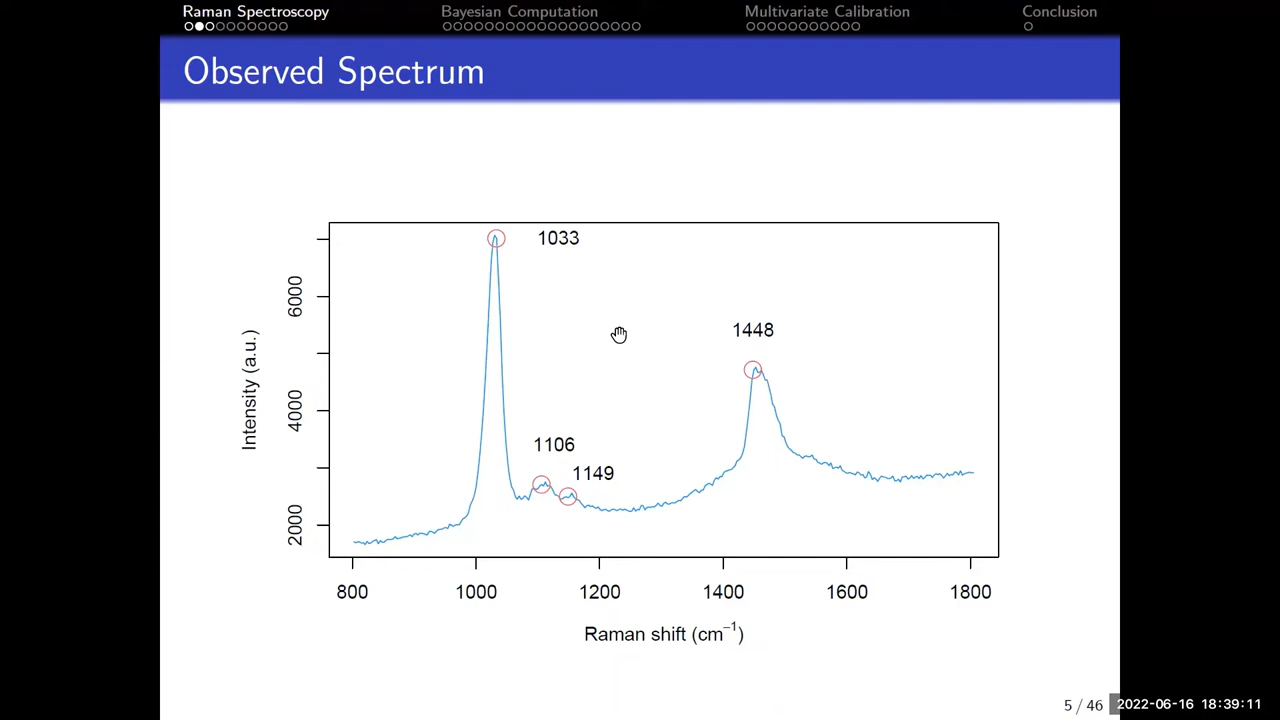 Raman Spectroscopy Bayesian Computation Multivariate Calibration Conclusion
Observed Spectrum
1033
1448
1106
1149
Intensity (a.u.)
6000
4000
2000
800 1000 1200 1400 1600 1800
Raman shift (cm⁻¹)
5 / 46
2022-06-16 18:39:11